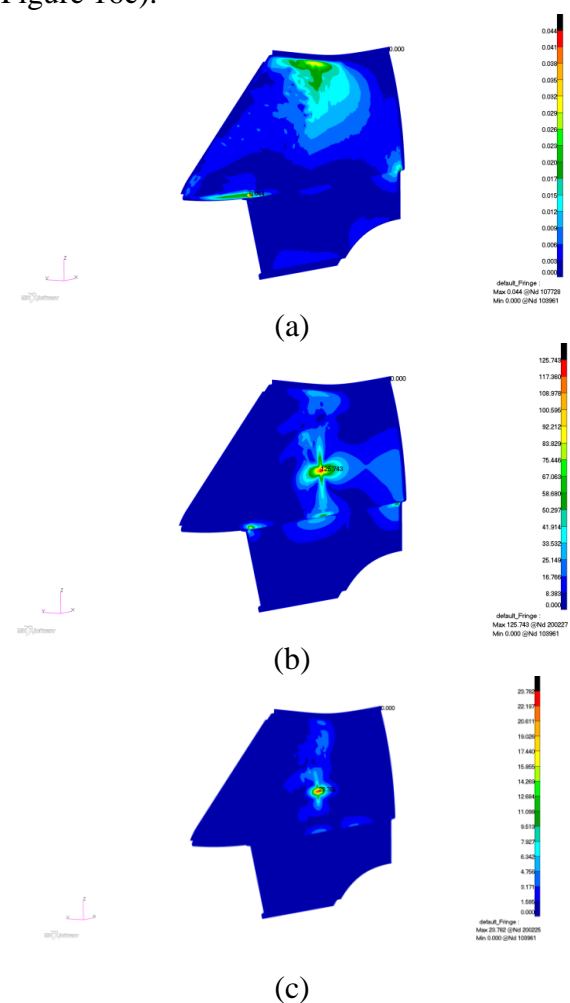 Figure 16c).
0.000
0.044
0.041
0.038
0.035
0.032
0.029
0.026
0.023
0.020
0.017
0.015
0.012
0.009
0.006
0.003
0.000
default_Fringe :
Max 0.044 @Nd 107728
Min 0.000 @Nd 103961
Z
Y X
(a)
0.000
125.743
125.743
117.360
108.978
100.595
92.212
83.829
75.446
67.063
58.680
50.297
41.914
33.532
25.149
16.766
8.383
0.000
default_Fringe :
Max 125.743 @Nd 200227
Min 0.000 @Nd 103961
Z
Y X
(b)
0.000
23.782
22.197
20.611
19.026
17.440
15.855
14.269
12.684
11.098
9.513
7.927
6.342
4.756
3.171
1.585
0.000
default_Fringe :
Max 23.782 @Nd 200225
Min 0.000 @Nd 103961
Z
X
(c)